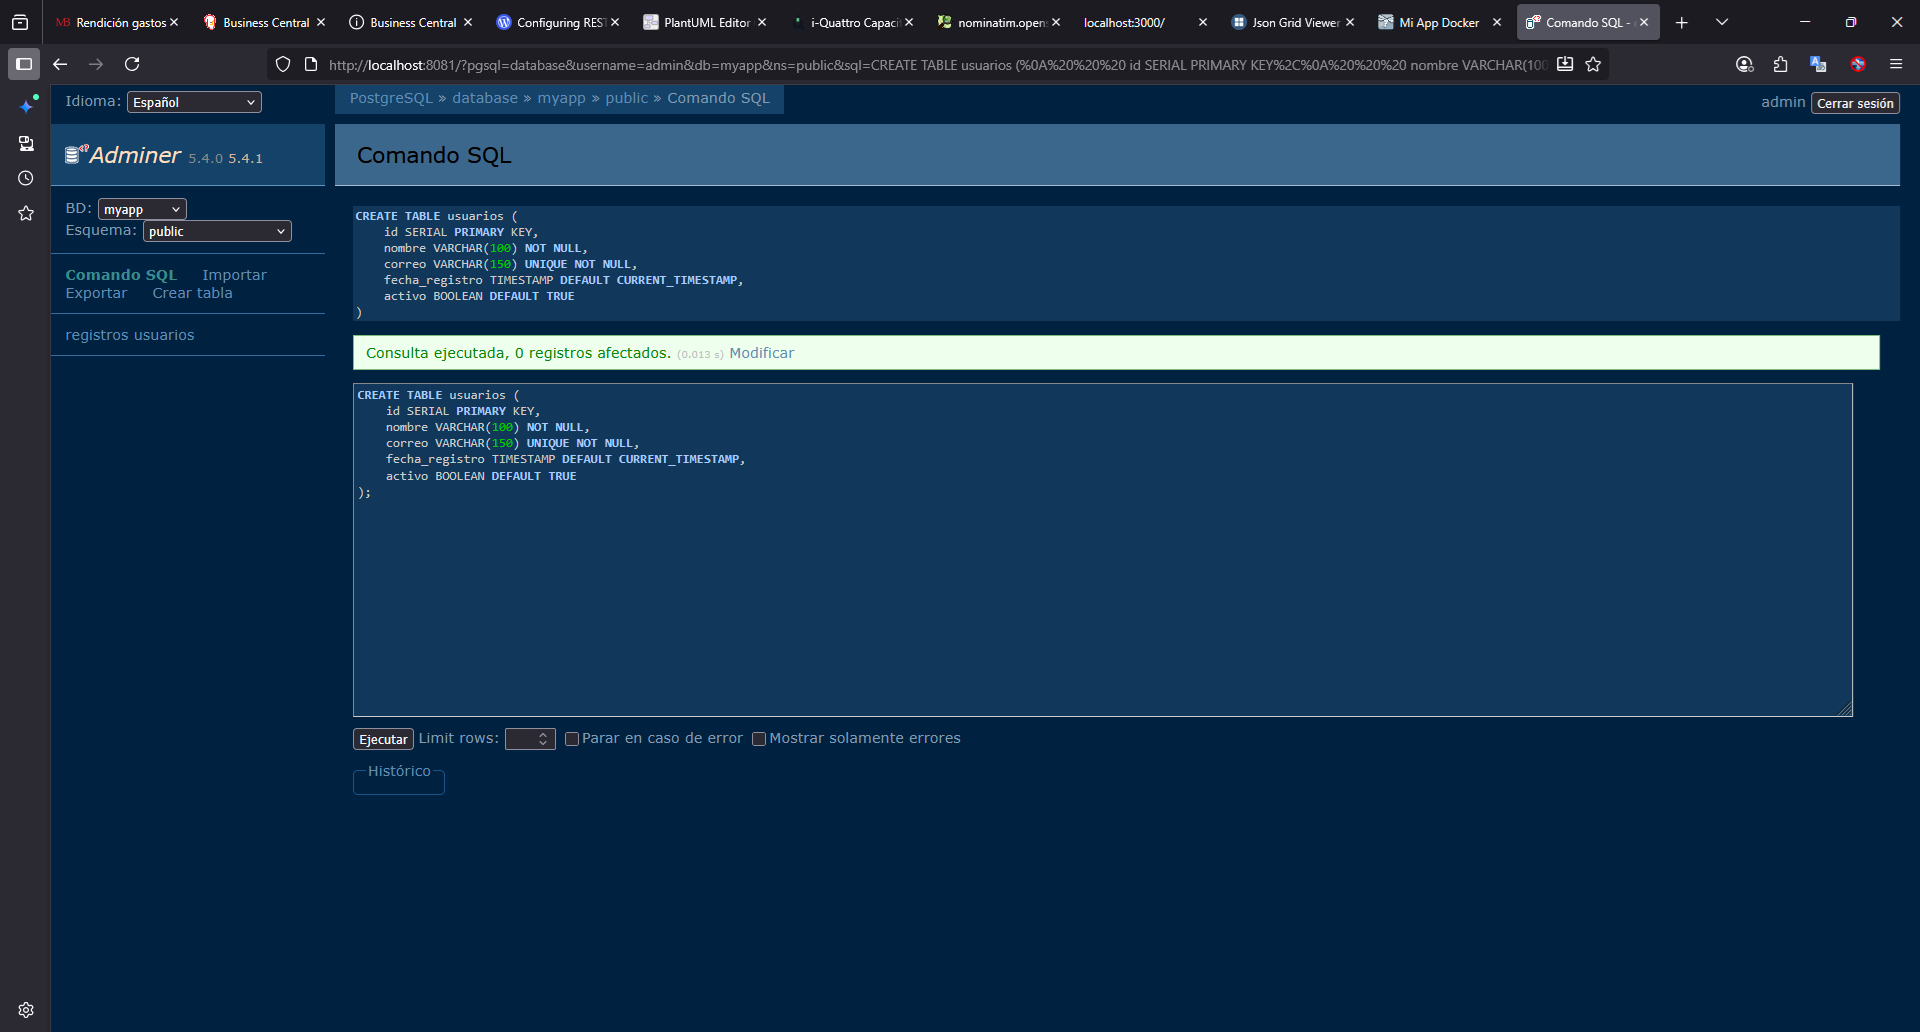 Rendición gastos
Business Central
Business Central
Configuring REST
PlantUML Editor
i-Quattro Capaci
nominatim.opens
localhost:3000/
Json Grid Viewer
Mi App Docker
Comando SQL -
http://localhost:8081/?pgsql=database&username=admin&db=myapp&ns=public&sql=CREATE TABLE usuarios (%0A%20%20%20 id SERIAL PRIMARY KEY%2C%0A%20%20%20 nombre VARCHAR(100
Idioma: Español
PostgreSQL » database » myapp » public » Comando SQL
admin Cerrar sesión
Adminer 5.4.0 5.4.1
Comando SQL
BD: myapp
Esquema: public
Comando SQL Importar
Exportar Crear tabla
registros usuarios
CREATE TABLE usuarios (
id SERIAL PRIMARY KEY,
nombre VARCHAR(100) NOT NULL,
correo VARCHAR(150) UNIQUE NOT NULL,
fecha_registro TIMESTAMP DEFAULT CURRENT_TIMESTAMP,
activo BOOLEAN DEFAULT TRUE
)
Consulta ejecutada, 0 registros afectados. (0.013 s) Modificar
CREATE TABLE usuarios (
id SERIAL PRIMARY KEY,
nombre VARCHAR(100) NOT NULL,
correo VARCHAR(150) UNIQUE NOT NULL,
fecha_registro TIMESTAMP DEFAULT CURRENT_TIMESTAMP,
activo BOOLEAN DEFAULT TRUE
);
Ejecutar Limit rows: Parar en caso de error Mostrar solamente errores
Histórico